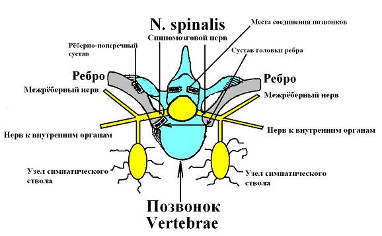 N. spinalis
Спиномозговой нерв
Места соединения позвонков
Рёберно-поперечный
сустав
Сустав головки ребра
Ребро
Ребро
Межрёберный нерв
Межрёберный нерв
Нерв к внутренним органам
Нерв к внутренним органам
Узел симпатического
ствола
Узел симпатического
ствола
Позвонок
Vertebrae